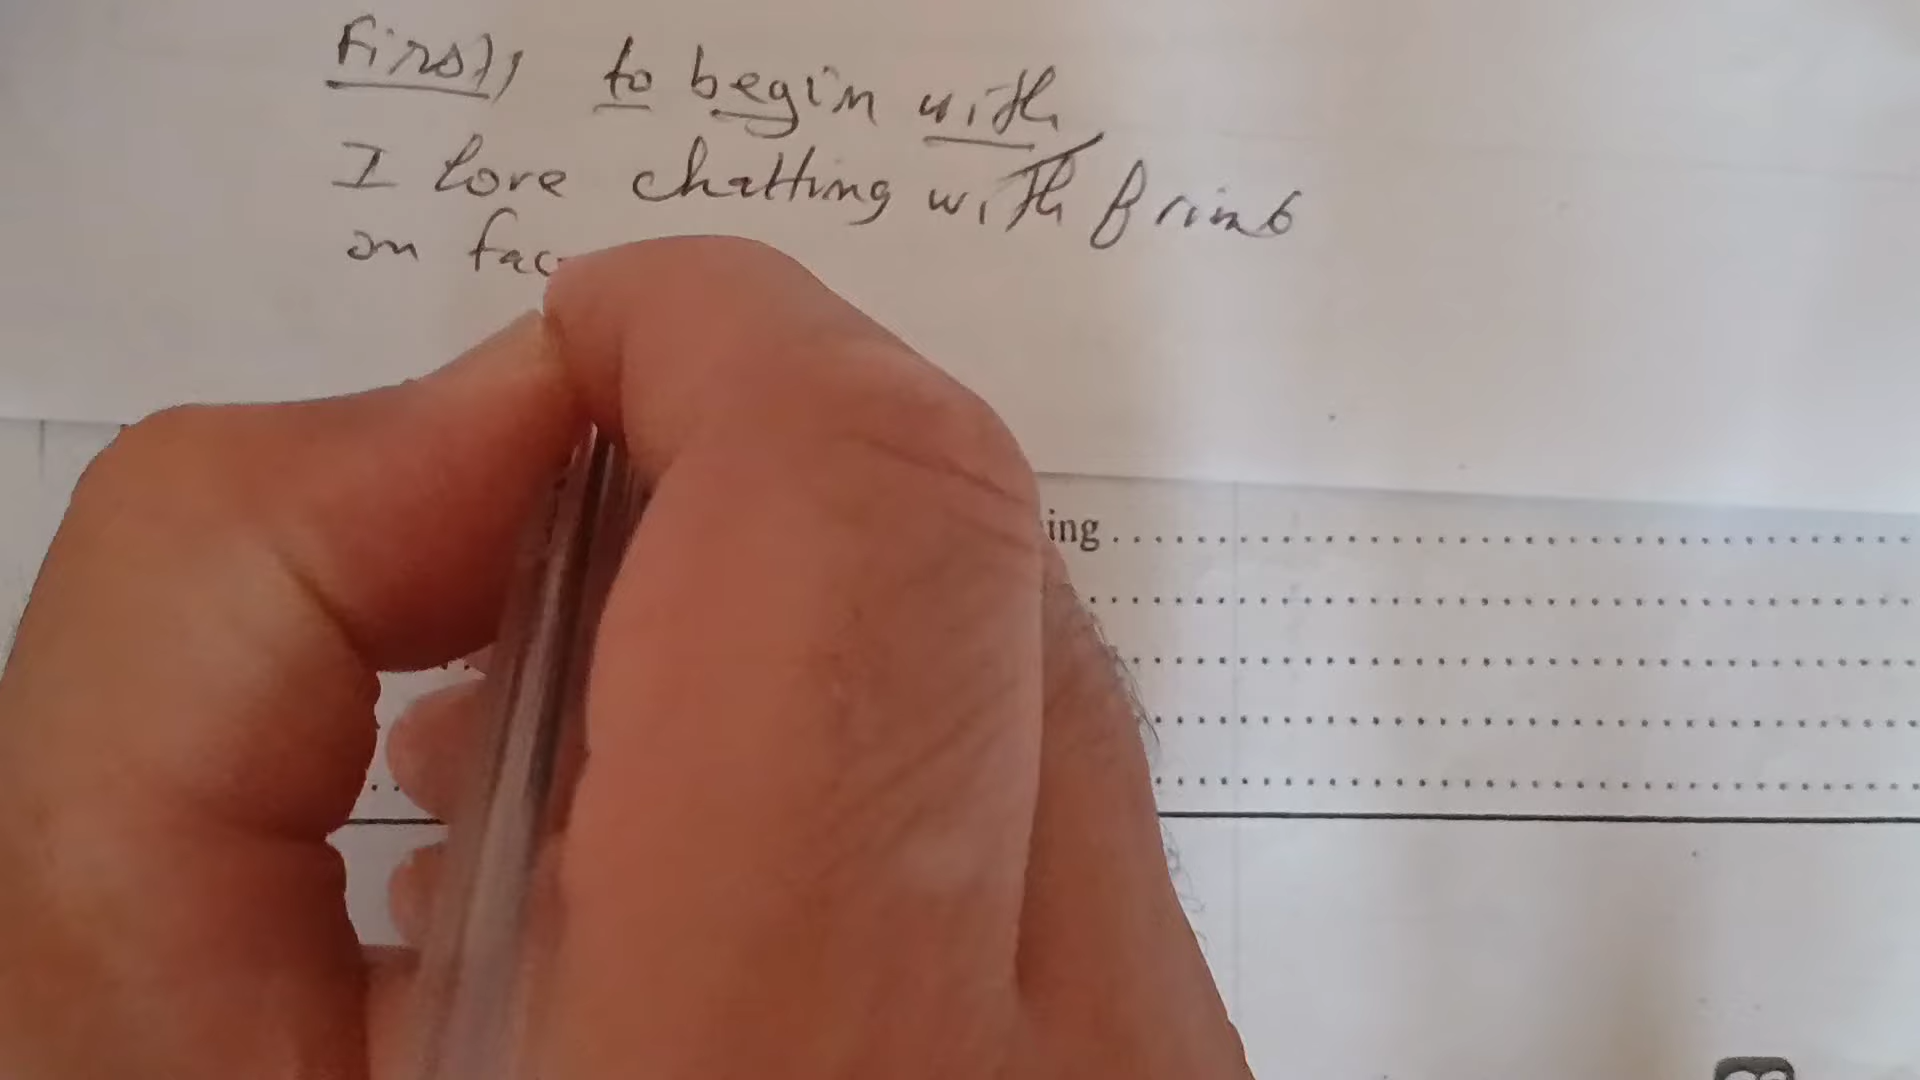 Firstly to begin with
I love chatting with frinds
on fac
ing